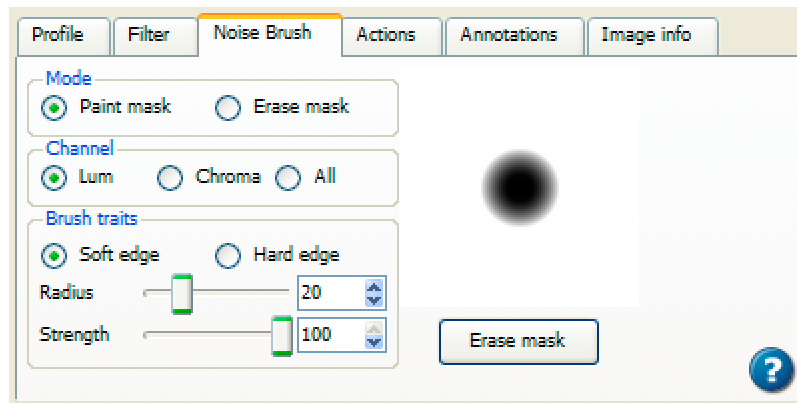 Profile Filter Noise Brush Actions Annotations Image info
Mode
Paint mask Erase mask
Channel
Lum Chroma All
Brush traits
Soft edge Hard edge
Radius 20
Strength 100
Erase mask
?